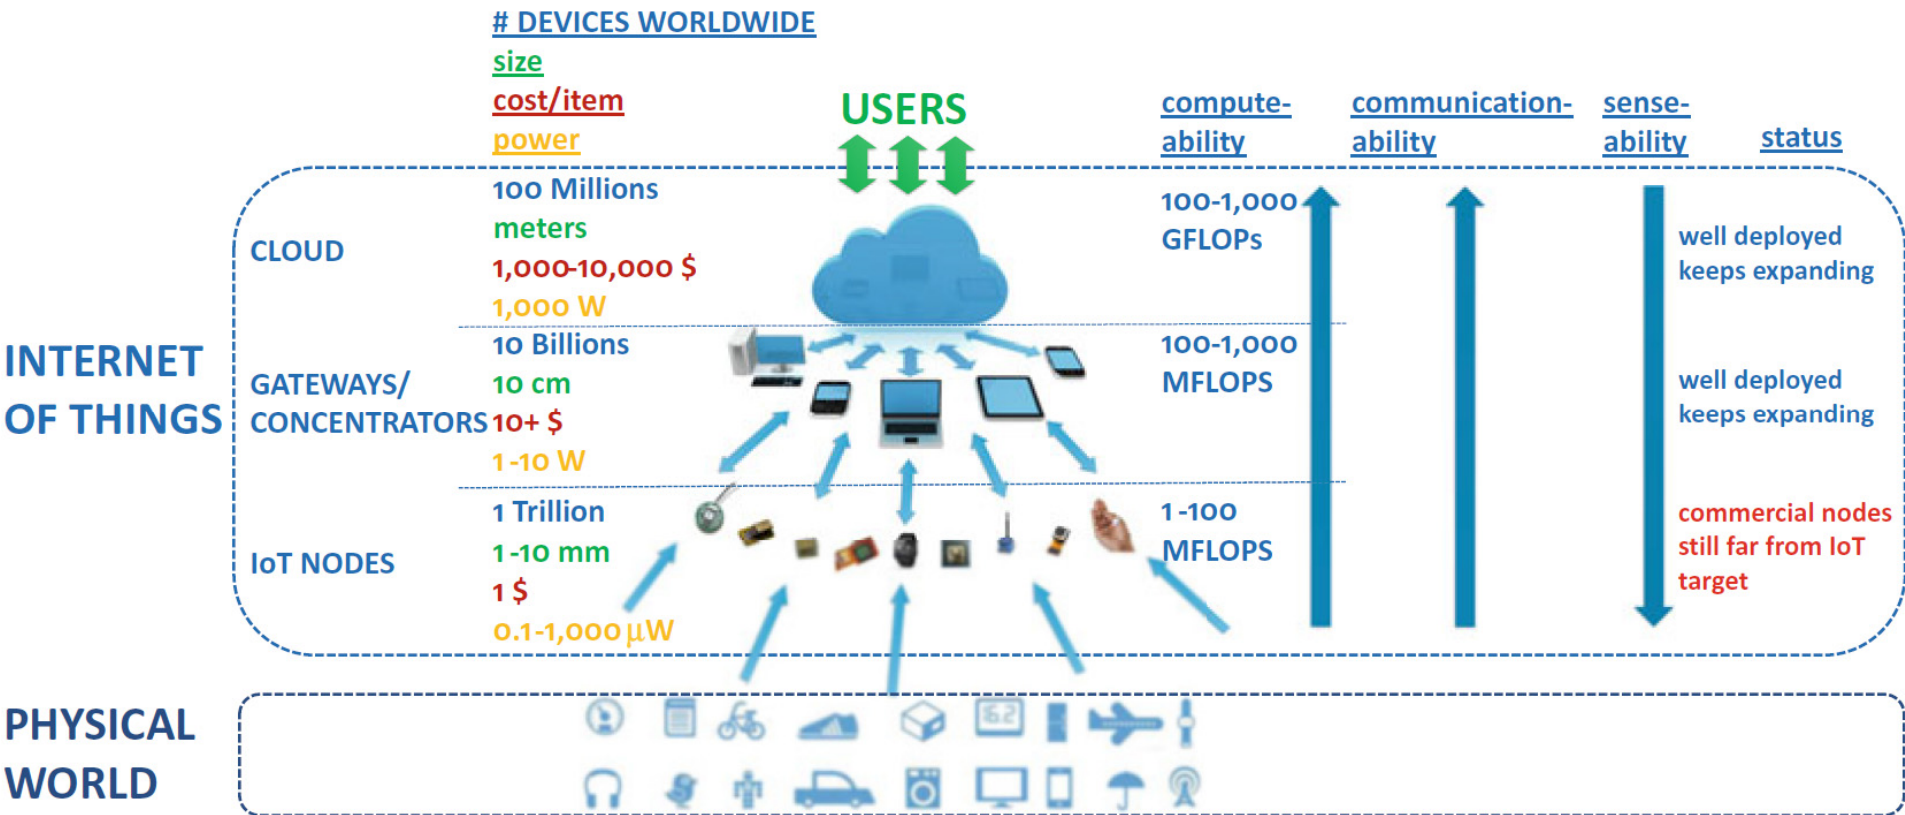 # DEVICES WORLDWIDE
size
cost/item
power
USERS
compute-
ability
communication-
ability
sense-
ability
status
INTERNET
OF THINGS
CLOUD
100 Millions
meters
1,000-10,000 $
1,000 W
100-1,000
GFLOPs
well deployed
keeps expanding
GATEWAYS/
CONCENTRATORS
10 Billions
10 cm
10+ $
1-10 W
100-1,000
MFLOPS
well deployed
keeps expanding
IoT NODES
1 Trillion
1-10 mm
1 $
0.1-1,000 µW
1-100
MFLOPS
commercial nodes
still far from IoT
target
PHYSICAL
WORLD
16.2